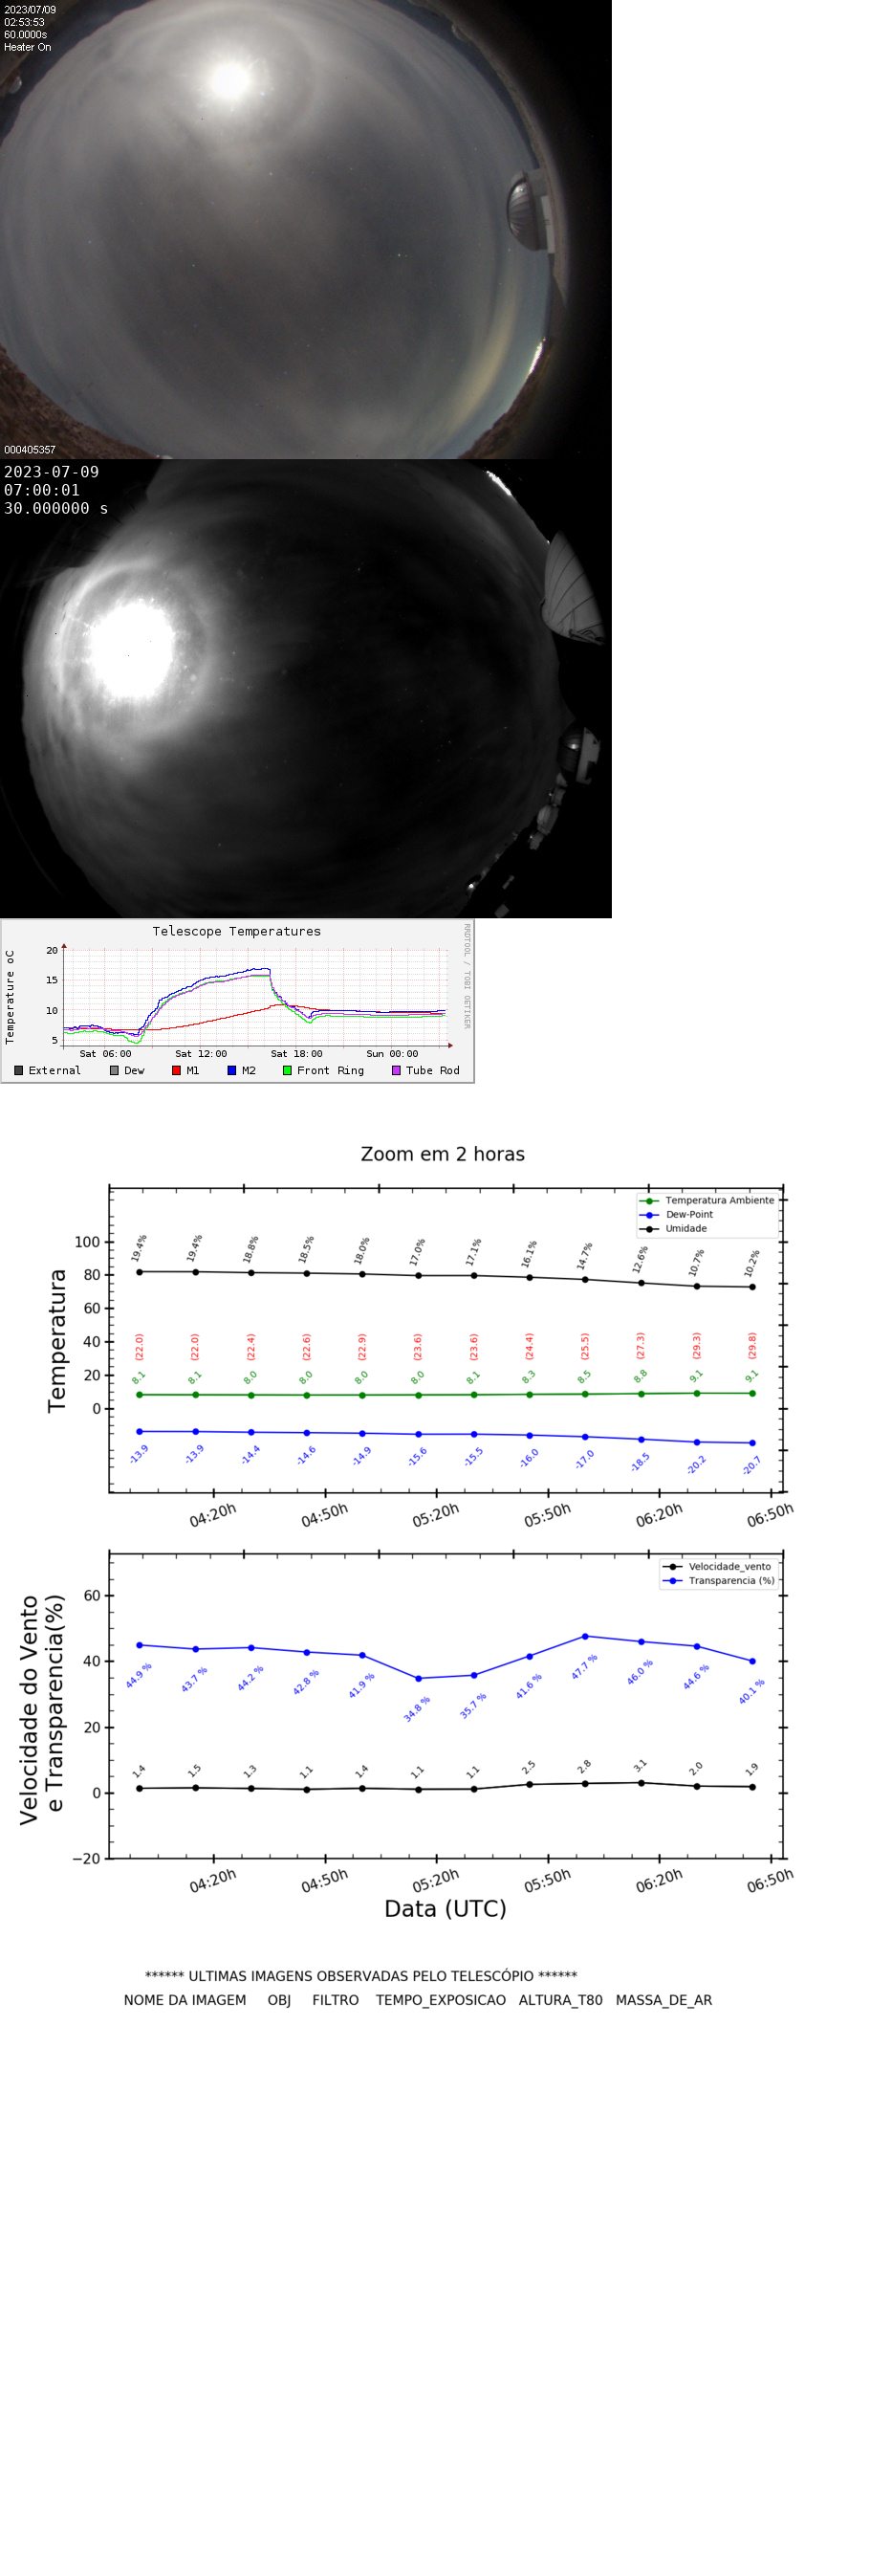 2023/07/09
02:53:53
60.0000s
Heater On
000405357
2023-07-09
07:00:01
30.000000 s
Telescope Temperatures
RRDTOOL / TOBI OETIKER
Temperature oC
20
15
10
5
Sat 06:00 Sat 12:00 Sat 18:00 Sun 00:00
External Dew M1 M2 Front Ring Tube Rod
Zoom em 2 horas
Temperatura Ambiente
Dew-Point
Umidade
Temperatura
100
80
60
40
20
0
19.4% 19.4% 18.8% 18.5% 18.0% 17.0% 17.1% 16.1% 14.7% 12.6% 10.7% 10.2%
(22.0) (22.0) (22.4) (22.6) (22.9) (23.6) (23.6) (24.4) (25.5) (27.3) (29.3) (29.8)
8.1 8.1 8.0 8.0 8.0 8.0 8.1 8.3 8.5 8.8 9.1 9.1
-13.9 -13.9 -14.4 -14.6 -14.9 -15.6 -15.5 -16.0 -17.0 -18.5 -20.2 -20.7
04:20h 04:50h 05:20h 05:50h 06:20h 06:50h
Velocidade_vento
Transparencia (%)
Velocidade do Vento
e Transparencia(%)
60
40
20
0
−20
44.9 % 43.7 % 44.2 % 42.8 % 41.9 % 34.8 % 35.7 % 41.6 % 47.7 % 46.0 % 44.6 % 40.1 %
1.4 1.5 1.3 1.1 1.4 1.1 1.1 2.5 2.8 3.1 2.0 1.9
04:20h 04:50h 05:20h 05:50h 06:20h 06:50h
Data (UTC)
****** ULTIMAS IMAGENS OBSERVADAS PELO TELESCÓPIO ******
NOME DA IMAGEM OBJ FILTRO TEMPO_EXPOSICAO ALTURA_T80 MASSA_DE_AR